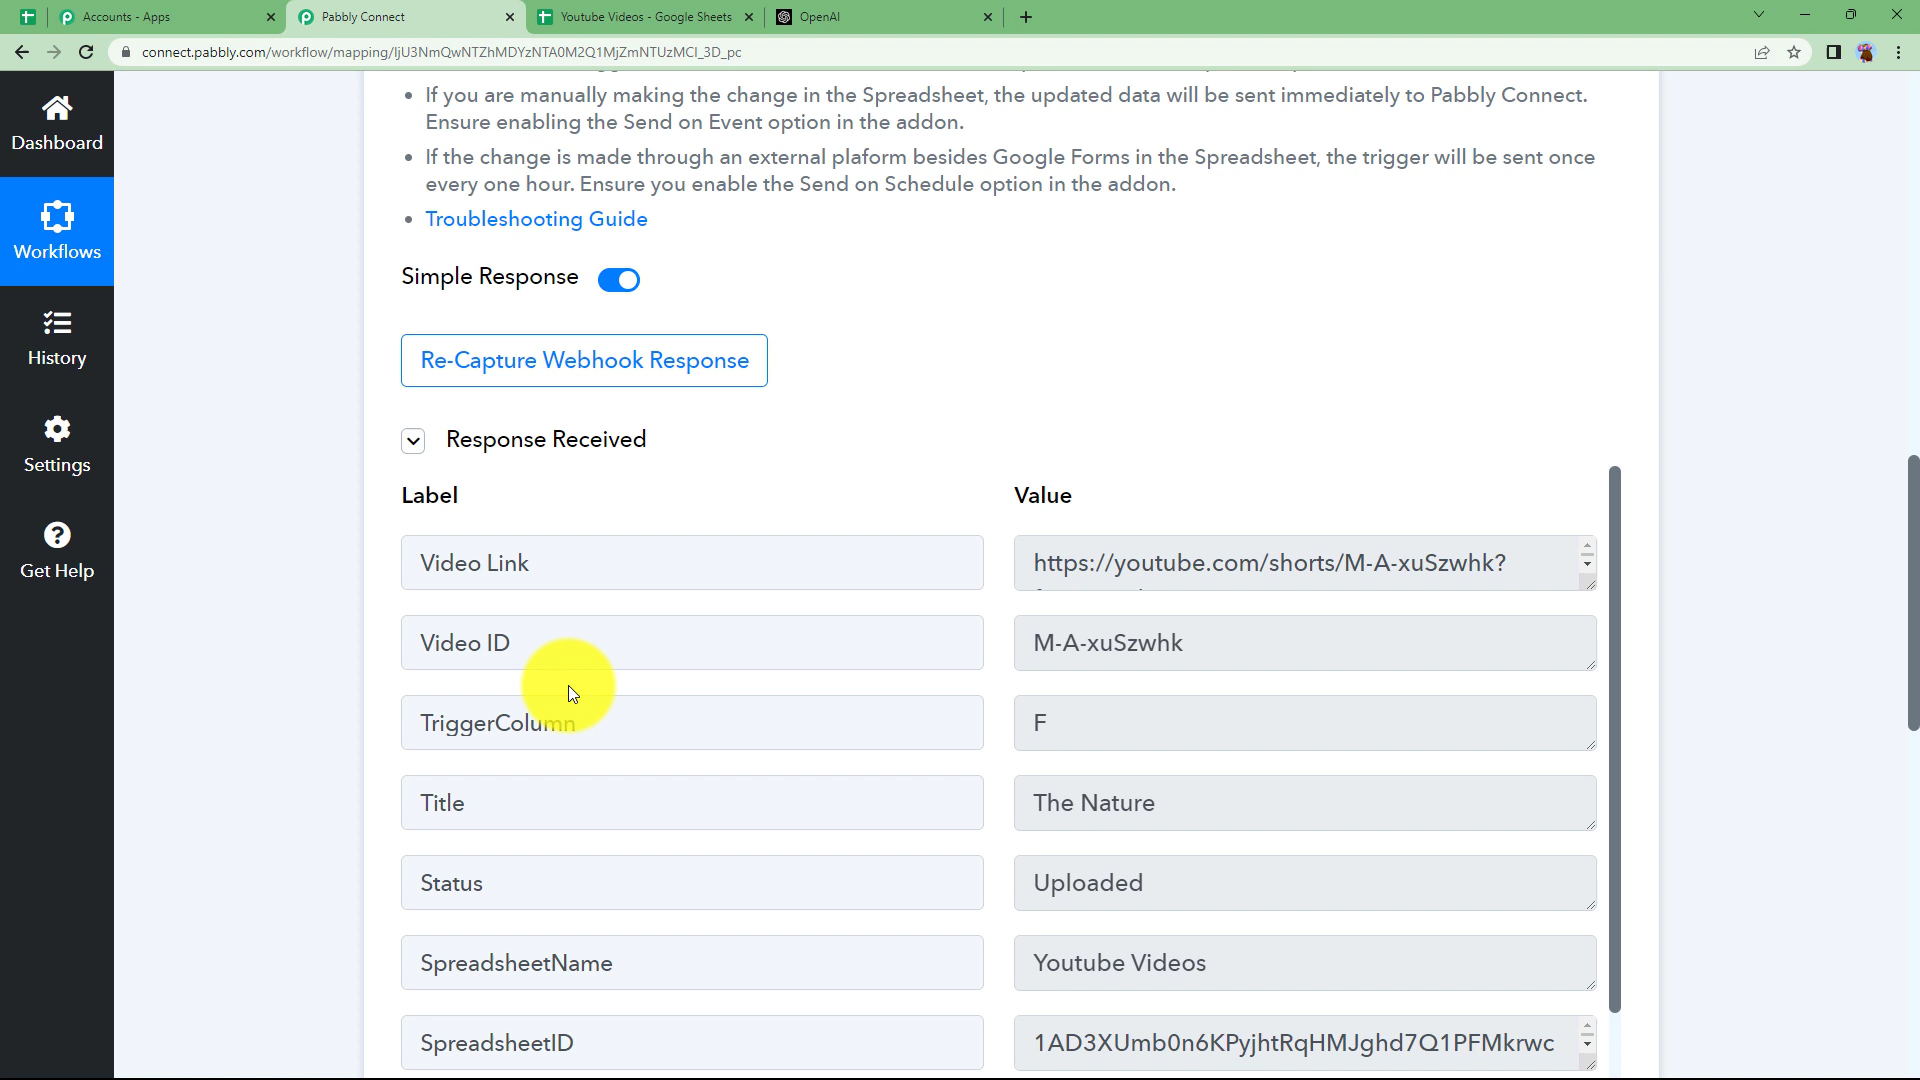 Accounts - Apps
Pabbly Connect
Youtube Videos - Google Sheets
OpenAI
connect.pabbly.com/workflow/mapping/IjU3NmQwNTZhMDYzNTA0M2Q1MjZmNTUzMCI_3D_pc
Dashboard
Workflows
History
Settings
Get Help
If you are manually making the change in the Spreadsheet, the updated data will be sent immediately to Pabbly Connect.
Ensure enabling the Send on Event option in the addon.
If the change is made through an external plaform besides Google Forms in the Spreadsheet, the trigger will be sent once
every one hour. Ensure you enable the Send on Schedule option in the addon.
Troubleshooting Guide
Simple Response
Re-Capture Webhook Response
Response Received
Label Value
Video Link https://youtube.com/shorts/M-A-xuSzwhk?
Video ID M-A-xuSzwhk
TriggerColumn F
Title The Nature
Status Uploaded
SpreadsheetName Youtube Videos
SpreadsheetID 1AD3XUmb0n6KPyjhtRqHMJghd7Q1PFMkrwc